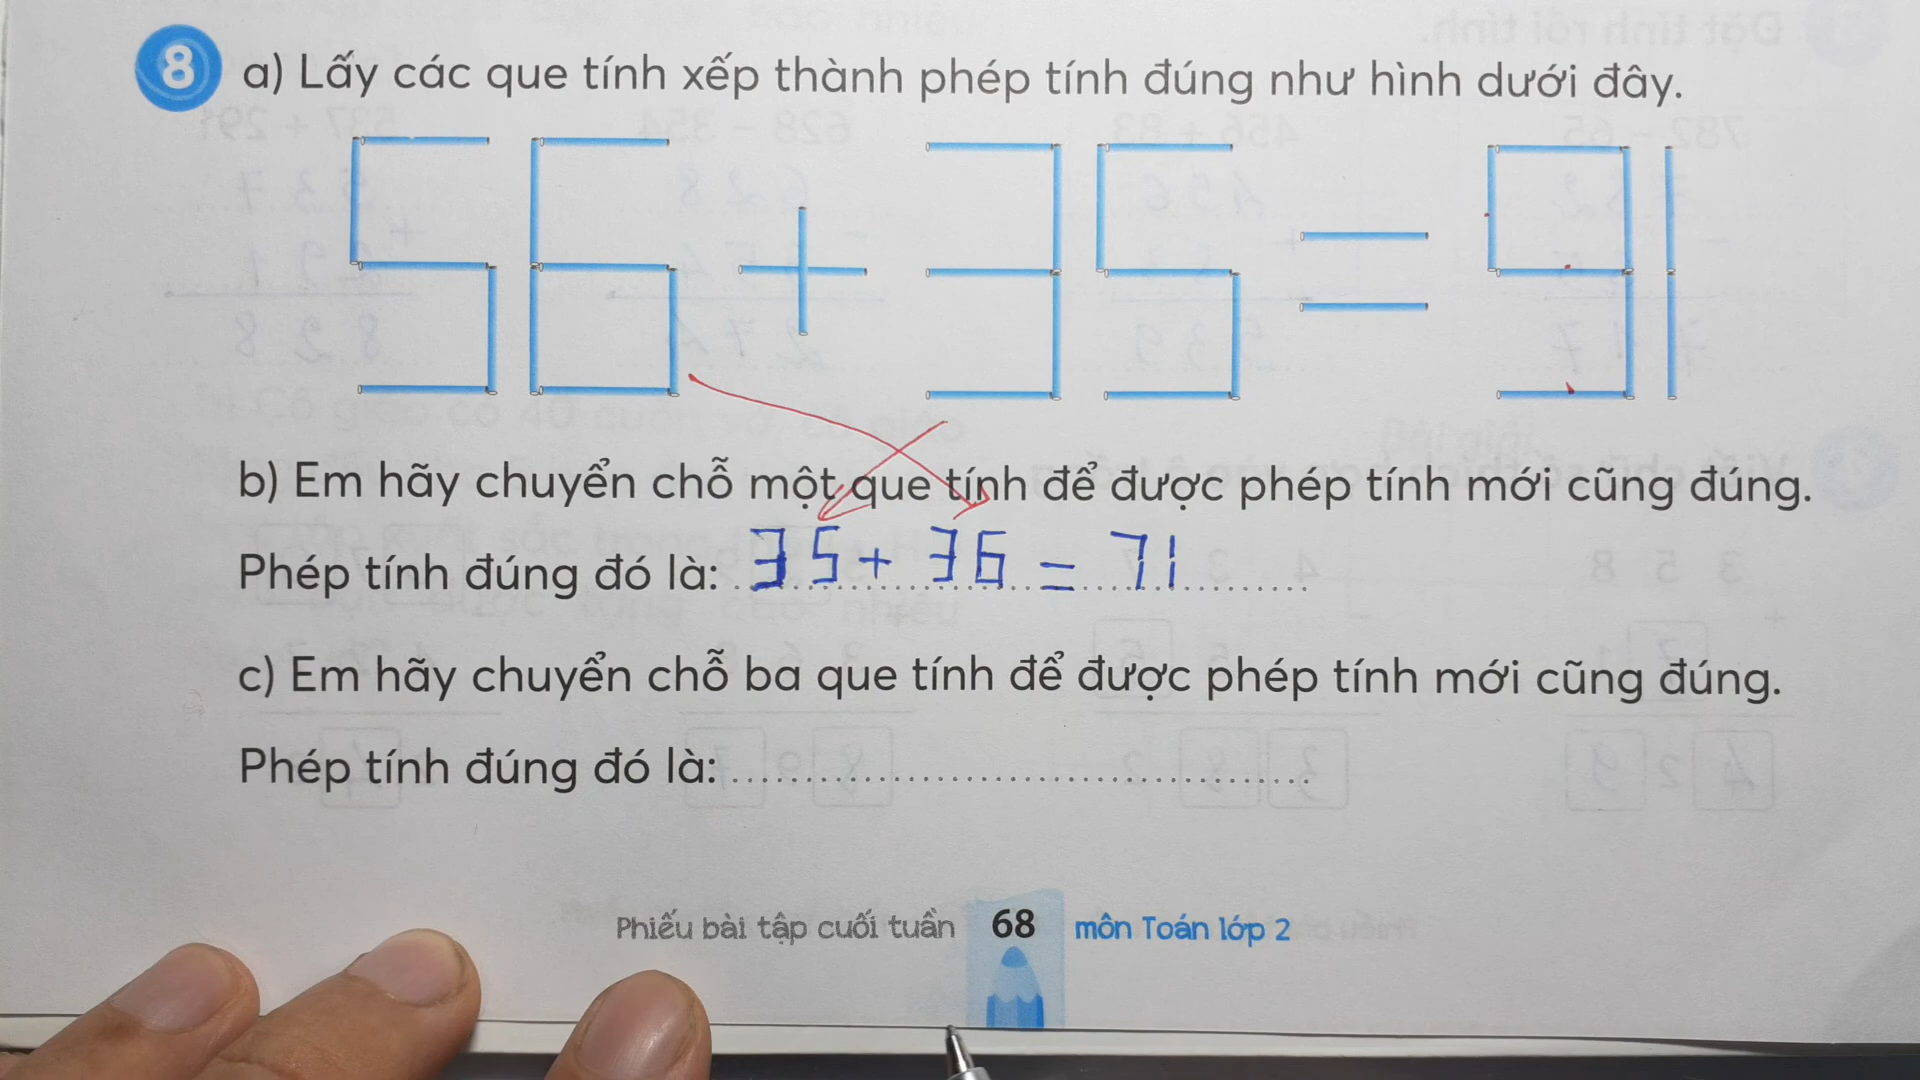 8 a) Lấy các que tính xếp thành phép tính đúng như hình dưới đây.
56 + 35 = 91
b) Em hãy chuyển chỗ một que tính để được phép tính mới cũng đúng.
Phép tính đúng đó là: 35 + 36 = 71
c) Em hãy chuyển chỗ ba que tính để được phép tính mới cũng đúng.
Phép tính đúng đó là:
Phiếu bài tập cuối tuần 68 môn Toán lớp 2